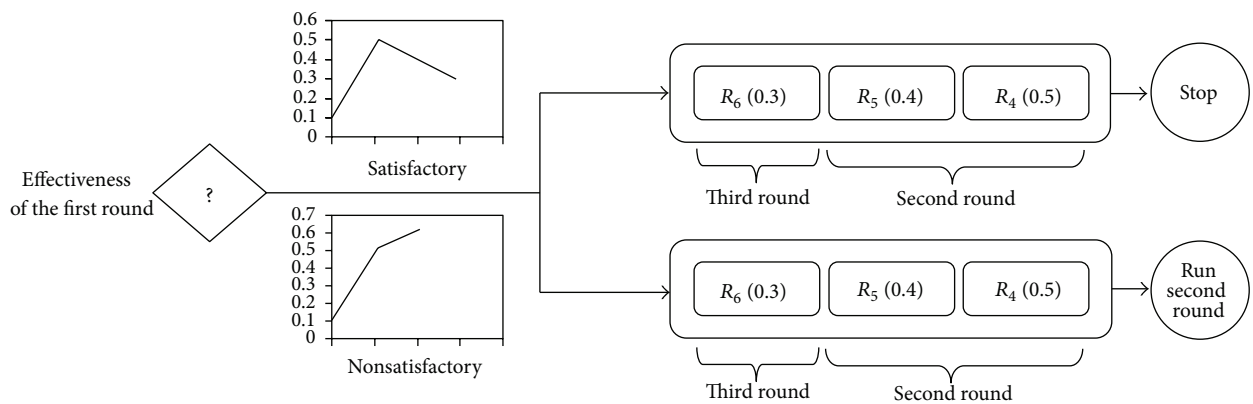 Effectiveness
of the first round
?
0.6
0.5
0.4
0.3
0.2
0.1
0
Satisfactory
0.7
0.6
0.5
0.4
0.3
0.2
0.1
0
Nonsatisfactory
R6 (0.3)
R5 (0.4)
R4 (0.5)
Third round
Second round
Stop
R6 (0.3)
R5 (0.4)
R4 (0.5)
Third round
Second round
Run
second
round